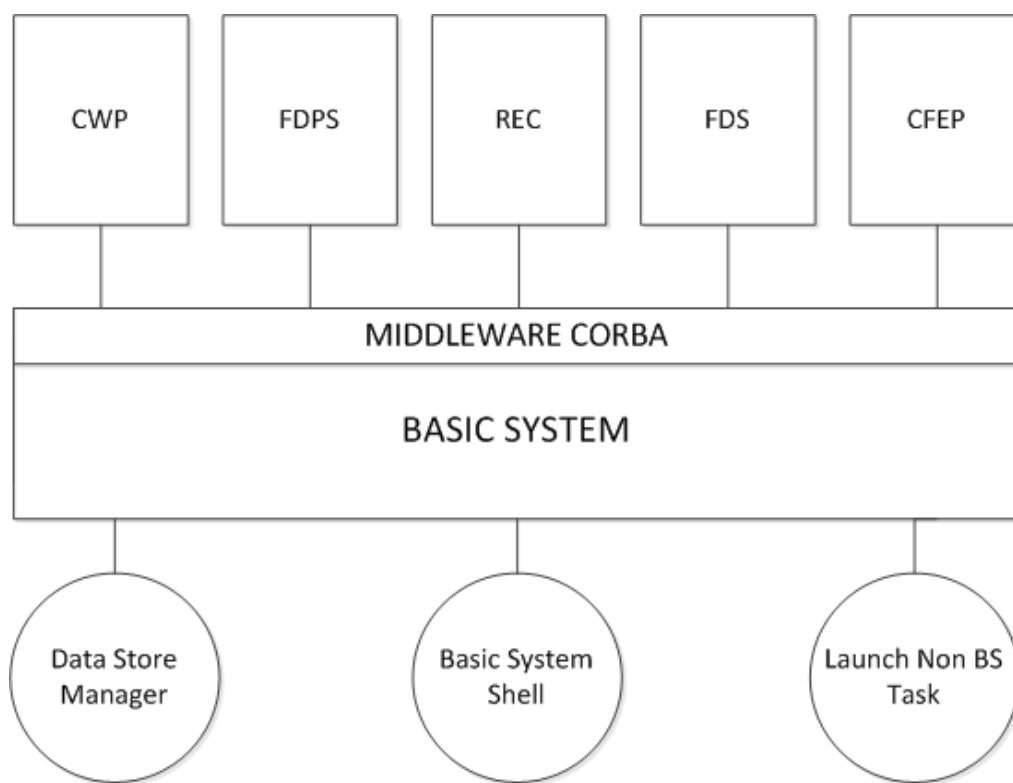 CWP
FDPS
REC
FDS
CFEP
MIDDLEWARE CORBA
BASIC SYSTEM
Data Store
Manager
Basic System
Shell
Launch Non BS
Task